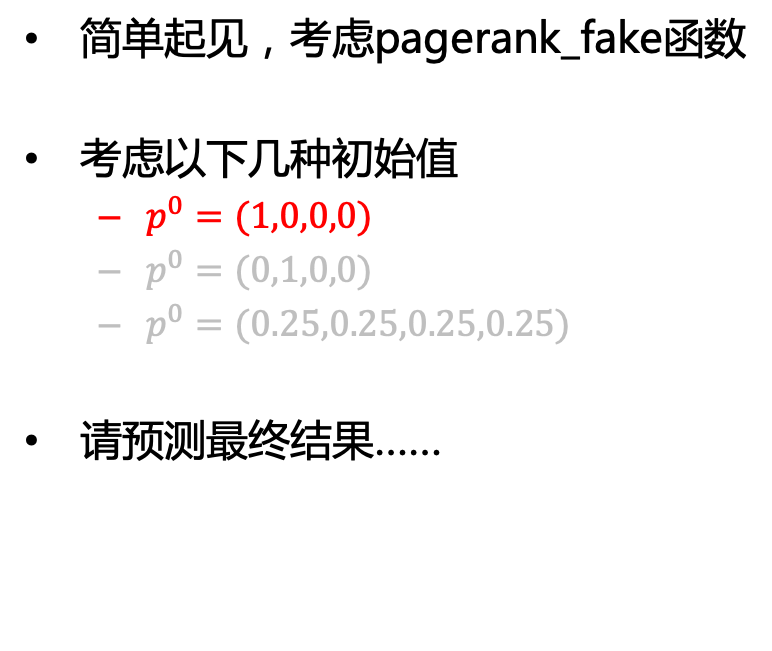 • 简单起见，考虑pagerank_fake函数
• 考虑以下几种初始值
– p⁰ = (1,0,0,0)
– p⁰ = (0,1,0,0)
– p⁰ = (0.25,0.25,0.25,0.25)
• 请预测最终结果……